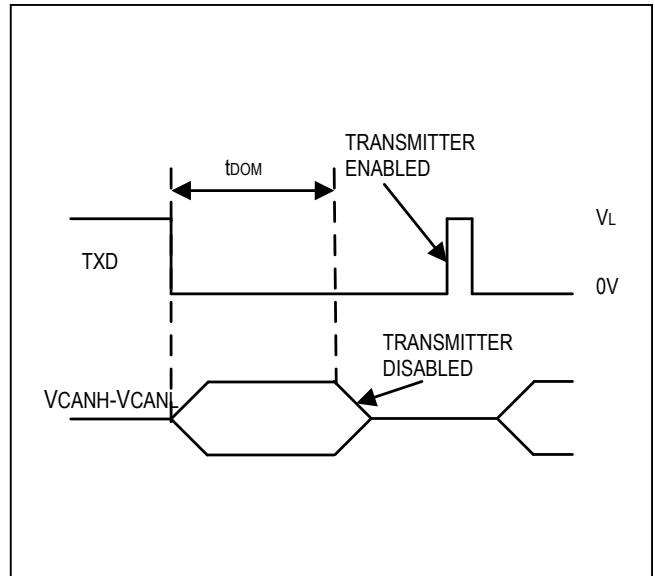 tDOM
TRANSMITTER
ENABLED
VL
TXD
0V
TRANSMITTER
DISABLED
VCANH-VCANL